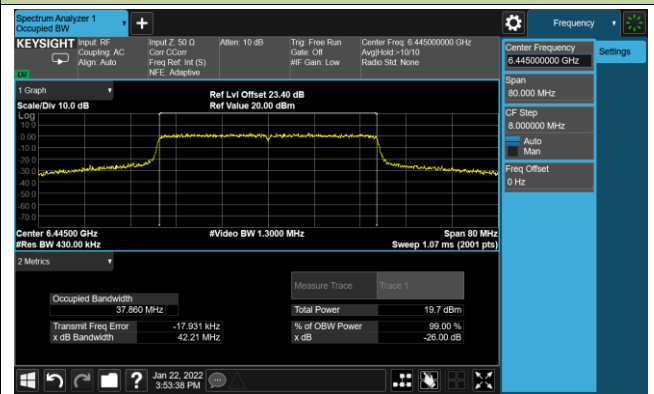 Spectrum Analyzer 1
Occupied BW
Frequency
KEYSIGHT
Input: RF
Coupling: AC
Align: Auto
Input Z: 50 Ω
Corr CCorr
Freq Ref: Int (S)
NFE: Adaptive
Atten: 10 dB
Trig: Free Run
Gate: Off
#IF Gain: Low
Center Freq: 6.445000000 GHz
Avg|Hold:>10/10
Radio Std: None
LXI
1 Graph
Scale/Div 10.0 dB
Ref Lvl Offset 23.40 dB
Ref Value 20.00 dBm
Log
10.0
0.00
-10.0
-20.0
-30.0
-40.0
-50.0
-60.0
-70.0
Center 6.44500 GHz
#Res BW 430.00 kHz
#Video BW 1.3000 MHz
Span 80 MHz
Sweep 1.07 ms (2001 pts)
2 Metrics
Measure Trace
Trace 1
Occupied Bandwidth
37.860 MHz
Total Power
19.7 dBm
Transmit Freq Error
-17.931 kHz
% of OBW Power
99.00 %
x dB Bandwidth
42.21 MHz
x dB
-26.00 dB
Center Frequency
6.445000000 GHz
Settings
Span
80.000 MHz
CF Step
8.000000 MHz
Auto
Man
Freq Offset
0 Hz
?
Jan 22, 2022
3:53:38 PM